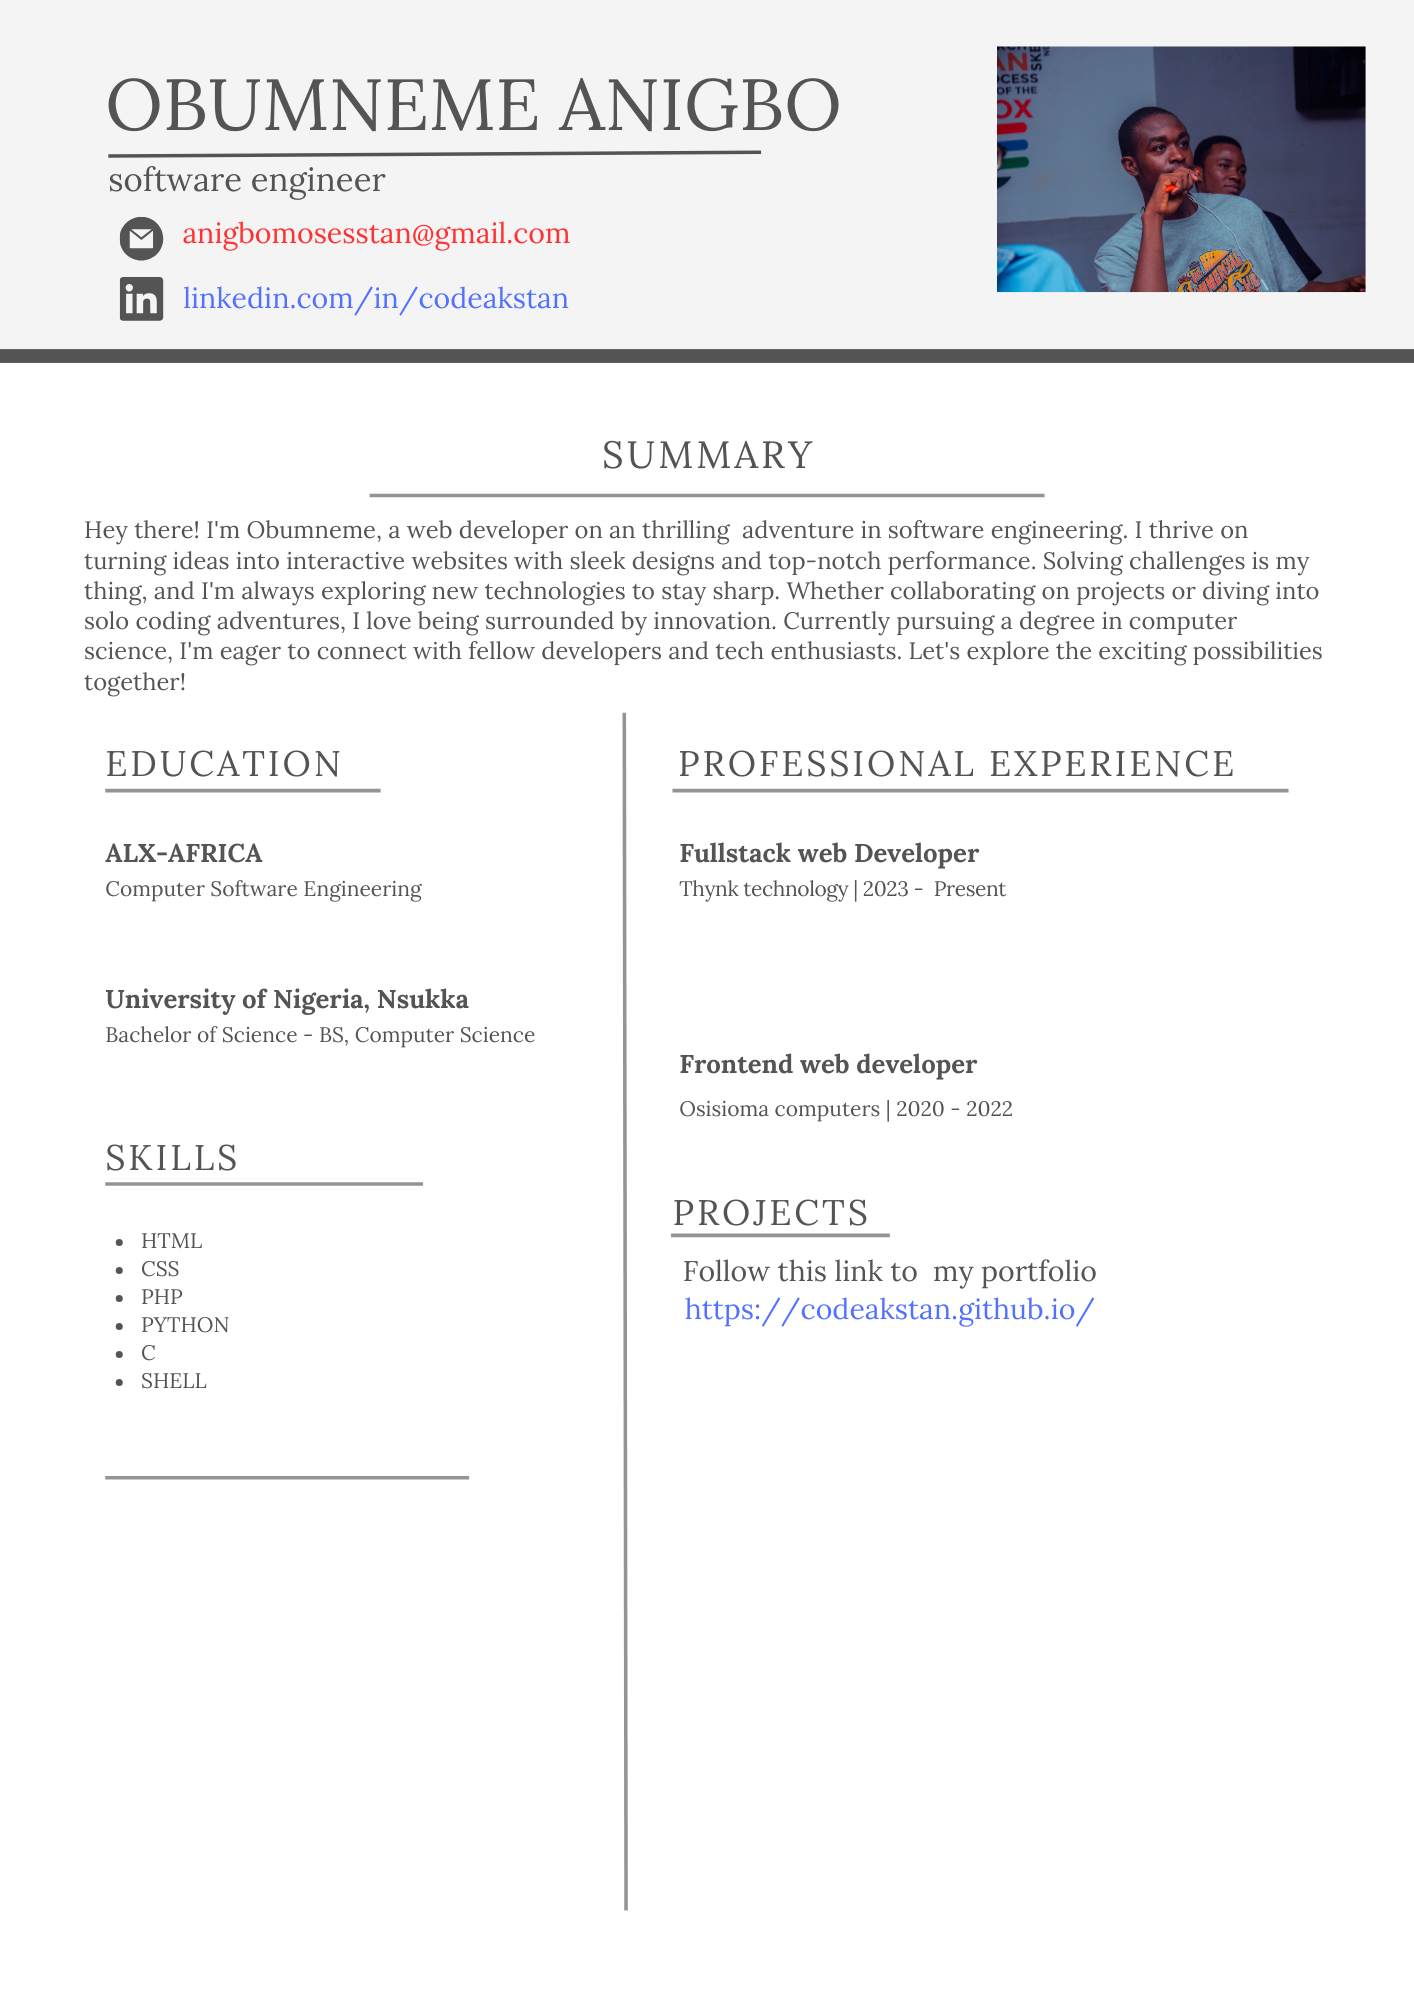 OBUMNEME ANIGBO
software engineer
anigbomosesstan@gmail.com
in linkedin.com/in/codeakstan
AN
OCESS
OF THE
OX
SKE
SUMMARY
Hey there! I'm Obumneme, a web developer on an thrilling  adventure in software engineering. I thrive on
turning ideas into interactive websites with sleek designs and top-notch performance. Solving challenges is my
thing, and I'm always exploring new technologies to stay sharp. Whether collaborating on projects or diving into
solo coding adventures, I love being surrounded by innovation. Currently pursuing a degree in computer
science, I'm eager to connect with fellow developers and tech enthusiasts. Let's explore the exciting possibilities
together!
EDUCATION
ALX-AFRICA
Computer Software Engineering
University of Nigeria, Nsukka
Bachelor of Science - BS, Computer Science
SKILLS
• HTML
• CSS
• PHP
• PYTHON
• C
• SHELL
PROFESSIONAL EXPERIENCE
Fullstack web Developer
Thynk technology | 2023 -  Present
Frontend web developer
Osisioma computers | 2020 - 2022
PROJECTS
Follow this link to  my portfolio
https://codeakstan.github.io/